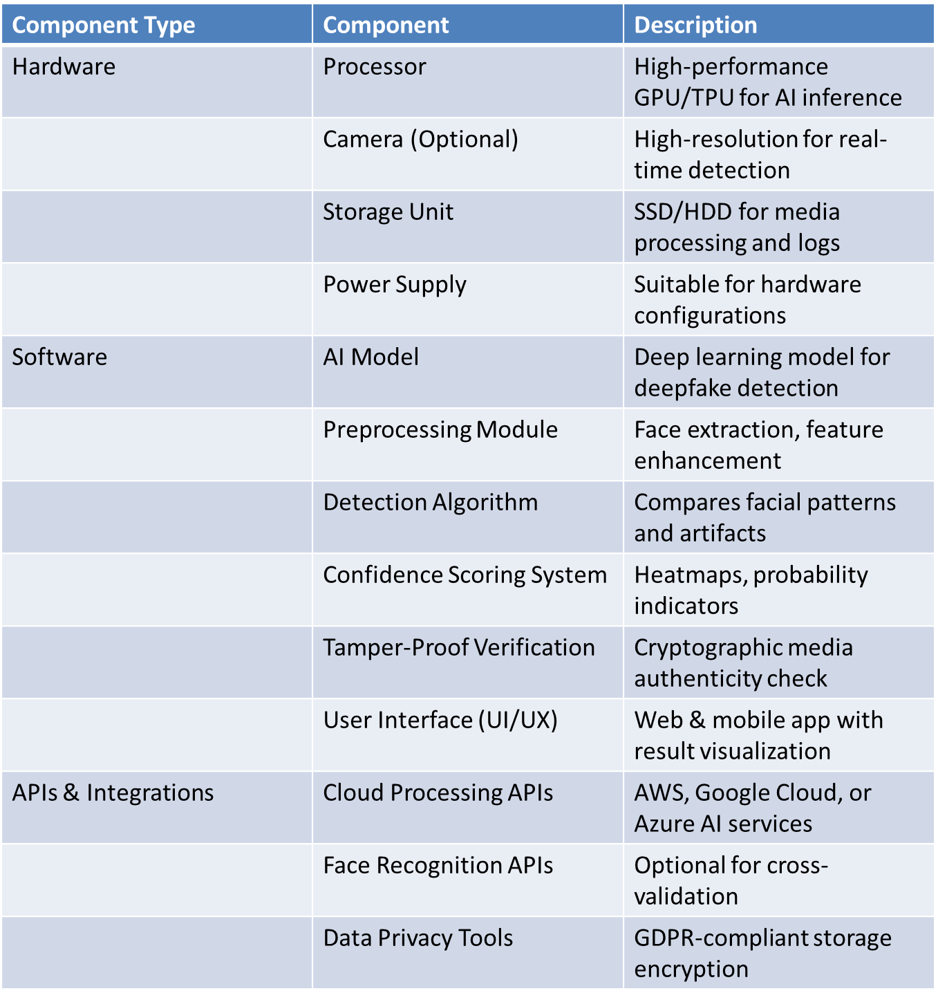 Component Type Component Description
Hardware Processor High-performance
GPU/TPU for AI inference
Camera (Optional) High-resolution for real-
time detection
Storage Unit SSD/HDD for media
processing and logs
Power Supply Suitable for hardware
configurations
Software AI Model Deep learning model for
deepfake detection
Preprocessing Module Face extraction, feature
enhancement
Detection Algorithm Compares facial patterns
and artifacts
Confidence Scoring System Heatmaps, probability
indicators
Tamper-Proof Verification Cryptographic media
authenticity check
User Interface (UI/UX) Web & mobile app with
result visualization
APIs & Integrations Cloud Processing APIs AWS, Google Cloud, or
Azure AI services
Face Recognition APIs Optional for cross-
validation
Data Privacy Tools GDPR-compliant storage
encryption